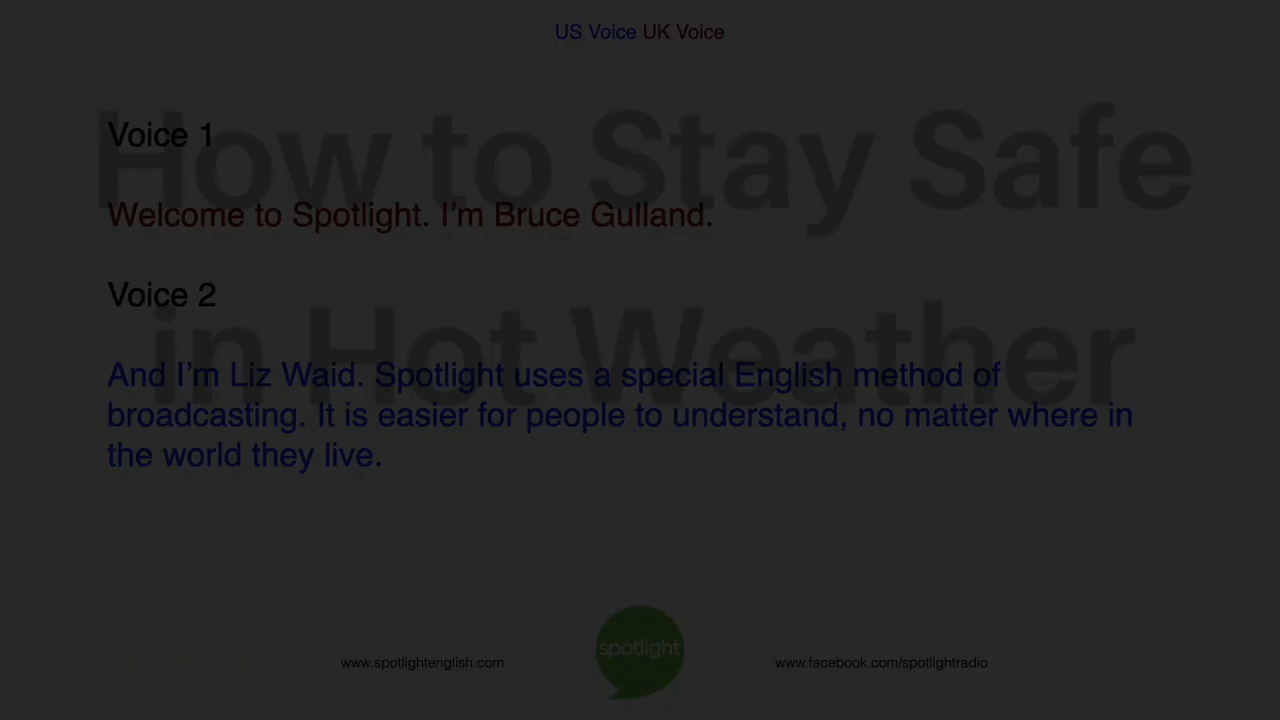 US Voice UK Voice
How to Stay Safe
in Hot Weather
Voice 1
Welcome to Spotlight. I’m Bruce Gulland.
Voice 2
And I’m Liz Waid. Spotlight uses a special English method of
broadcasting. It is easier for people to understand, no matter where in
the world they live.
www.spotlightenglish.com
spotlight
www.facebook.com/spotlightradio